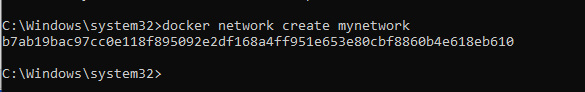 C:\Windows\system32>docker network create mynetwork
b7ab19bac97cc0e118f895092e2df168a4ff951e653e80cbf8860b4e618eb610
C:\Windows\system32>